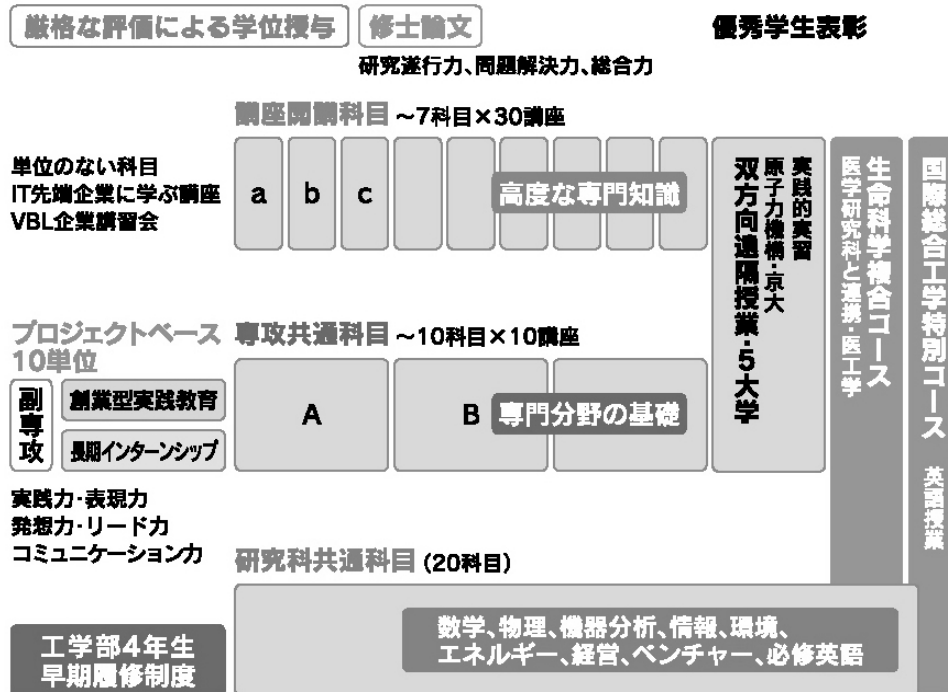 厳格な評価による学位授与
修士論文
優秀学生表彰
研究遂行力、問題解決力、総合力
講座開講科目 ～7科目×30講座
単位のない科目
IT先端企業に学ぶ講座
VBL企業講習会
a
b
c
高度な専門知識
実践的実習
原子力機構・京大
双方向遠隔授業・5大学
生命科学複合コース
医学研究科と連携・医工学
国際総合工学特別コース 英語授業
プロジェクトベース
10単位
専攻共通科目 ～10科目×10講座
副専攻
創業型実践教育
長期インターンシップ
A
B
専門分野の基礎
実践力・表現力
発想力・リード力
コミュニケーション力
研究科共通科目 (20科目)
数学、物理、機器分析、情報、環境、
エネルギー、経営、ベンチャー、必修英語
工学部4年生
早期履修制度